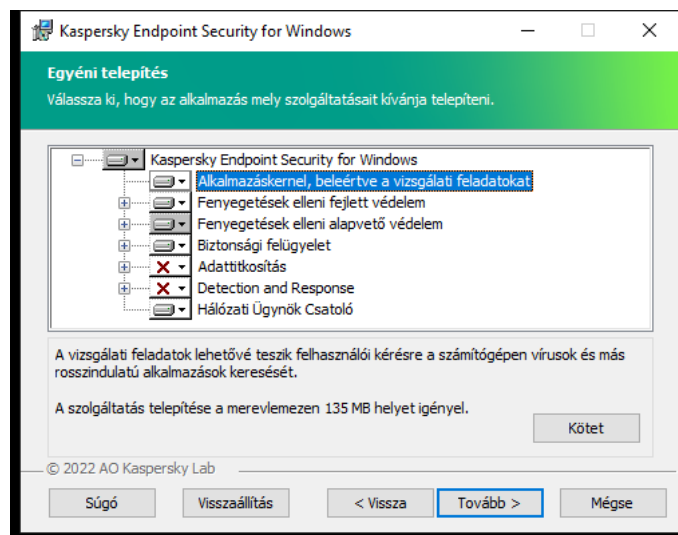 Kaspersky Endpoint Security for Windows
Egyéni telepítés
Válassza ki, hogy az alkalmazás mely szolgáltatásait kívánja telepíteni.
Kaspersky Endpoint Security for Windows
Alkalmazáskernel, beleértve a vizsgálati feladatokat
Fenyegetések elleni fejlett védelem
Fenyegetések elleni alapvető védelem
Biztonsági felügyelet
Adattitkosítás
Detection and Response
Hálózati Ügynök Csatoló
A vizsgálati feladatok lehetővé teszik felhasználói kérésre a számítógépen vírusok és más
rosszindulatú alkalmazások keresését.
A szolgáltatás telepítése a merevlemezen 135 MB helyet igényel.
Kötet
© 2022 AO Kaspersky Lab
Súgó Visszaállítás < Vissza Tovább > Mégse